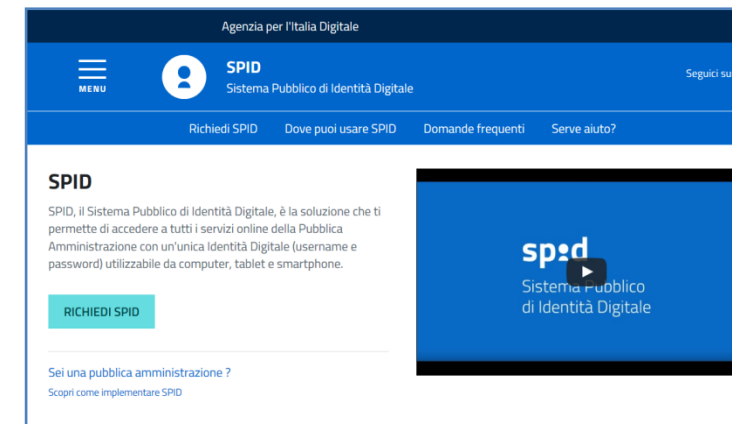 Agenzia per l'Italia Digitale
MENU
SPID
Sistema Pubblico di Identità Digitale
Seguici su
Richiedi SPID Dove puoi usare SPID Domande frequenti Serve aiuto?
SPID
SPID, il Sistema Pubblico di Identità Digitale, è la soluzione che ti
permette di accedere a tutti i servizi online della Pubblica
Amministrazione con un'unica Identità Digitale (username e
password) utilizzabile da computer, tablet e smartphone.
RICHIEDI SPID
Sei una pubblica amministrazione ?
Scopri come implementare SPID
spid
Sistema Pubblico
di Identità Digitale